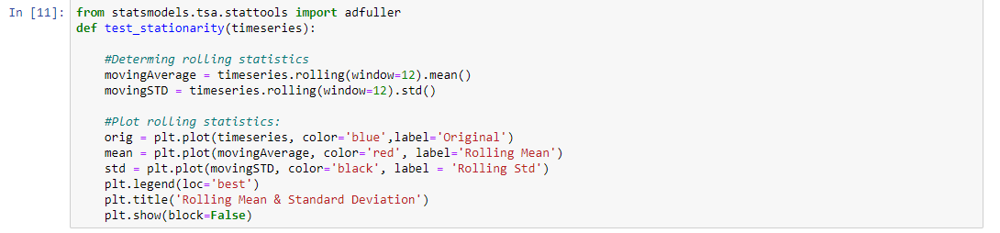 In [11]: from statsmodels.tsa.stattools import adfuller
def test_stationarity(timeseries):
#Determing rolling statistics
movingAverage = timeseries.rolling(window=12).mean()
movingSTD = timeseries.rolling(window=12).std()
#Plot rolling statistics:
orig = plt.plot(timeseries, color='blue',label='Original')
mean = plt.plot(movingAverage, color='red', label='Rolling Mean')
std = plt.plot(movingSTD, color='black', label = 'Rolling Std')
plt.legend(loc='best')
plt.title('Rolling Mean & Standard Deviation')
plt.show(block=False)